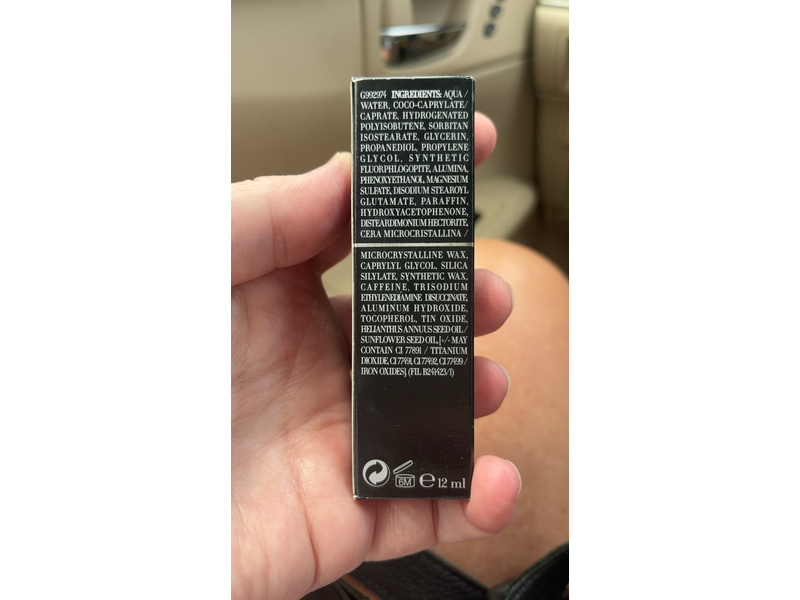 G992974 INGREDIENTS: AQUA /
WATER, COCO-CAPRYLATE/
CAPRATE, HYDROGENATED
POLYISOBUTENE, SORBITAN
ISOSTEARATE, GLYCERIN,
PROPANEDIOL, PROPYLENE
GLYCOL, SYNTHETIC
FLUORPHLOGOPITE, ALUMINA,
PHENOXYETHANOL, MAGNESIUM
SULFATE, DISODIUM STEAROYL
GLUTAMATE, PARAFFIN,
HYDROXYACETOPHENONE,
DISTEARDIMONIUM HECTORITE,
CERA MICROCRISTALLINA /
MICROCRYSTALLINE WAX,
CAPRYLYL GLYCOL, SILICA
SILYLATE, SYNTHETIC WAX,
CAFFEINE, TRISODIUM
ETHYLENEDIAMINE DISUCCINATE,
ALUMINUM HYDROXIDE,
TOCOPHEROL, TIN OXIDE,
HELIANTHUS ANNUUS SEED OIL /
SUNFLOWER SEED OIL, [+/- MAY
CONTAIN CI 77891 / TITANIUM
DIOXIDE, CI 77491, CI 77492, CI 77499 /
IRON OXIDES]. (FIL B241423/1)
6M e 12 ml